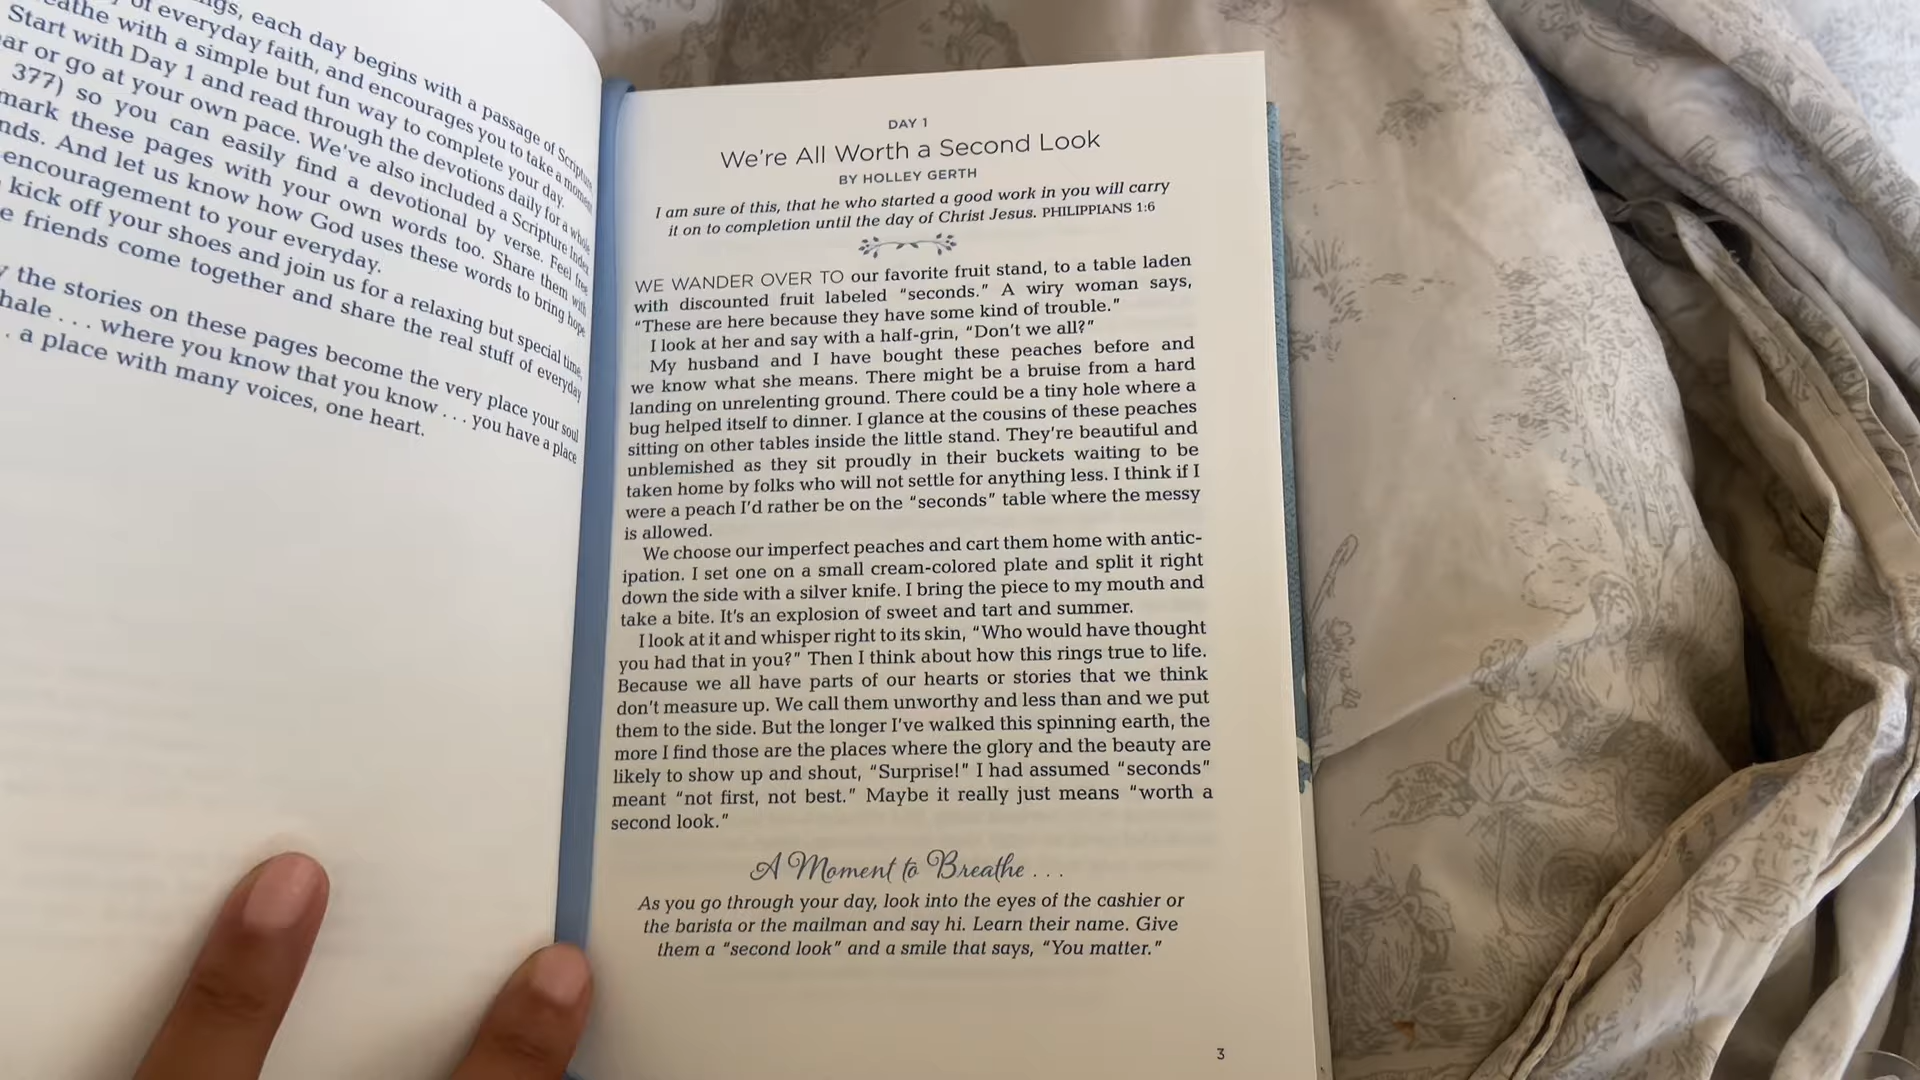 ngs, each day begins with a passage of Scripture
of everyday faith, and encourages you to take a moment
eathe with a simple but fun way to complete your day.
Start with Day 1 and read through the devotions daily for a whole
ear or go at your own pace. We've also included a Scripture Index
377) so you can easily find a devotional by verse. Feel free
mark these pages with your own words too. Share them with
nds. And let us know how God uses these words to bring hope
encouragement to your everyday.
kick off your shoes and join us for a relaxing but special time,
e friends come together and share the real stuff of everyday
y the stories on these pages become the very place your soul
hale . . . where you know that you know . . . you have a place
. a place with many voices, one heart.
DAY 1
We're All Worth a Second Look
BY HOLLEY GERTH
I am sure of this, that he who started a good work in you will carry
it on to completion until the day of Christ Jesus. PHILIPPIANS 1:6
WE WANDER OVER TO our favorite fruit stand, to a table laden
with discounted fruit labeled “seconds.” A wiry woman says,
“These are here because they have some kind of trouble.”
I look at her and say with a half-grin, “Don’t we all?”
My husband and I have bought these peaches before and
we know what she means. There might be a bruise from a hard
landing on unrelenting ground. There could be a tiny hole where a
bug helped itself to dinner. I glance at the cousins of these peaches
sitting on other tables inside the little stand. They’re beautiful and
unblemished as they sit proudly in their buckets waiting to be
taken home by folks who will not settle for anything less. I think if I
were a peach I’d rather be on the “seconds” table where the messy
is allowed.
We choose our imperfect peaches and cart them home with antic-
ipation. I set one on a small cream-colored plate and split it right
down the side with a silver knife. I bring the piece to my mouth and
take a bite. It’s an explosion of sweet and tart and summer.
I look at it and whisper right to its skin, “Who would have thought
you had that in you?” Then I think about how this rings true to life.
Because we all have parts of our hearts or stories that we think
don’t measure up. We call them unworthy and less than and we put
them to the side. But the longer I’ve walked this spinning earth, the
more I find those are the places where the glory and the beauty are
likely to show up and shout, “Surprise!” I had assumed “seconds”
meant “not first, not best.” Maybe it really just means “worth a
second look.”
A Moment to Breathe . . .
As you go through your day, look into the eyes of the cashier or
the barista or the mailman and say hi. Learn their name. Give
them a “second look” and a smile that says, “You matter.”
3